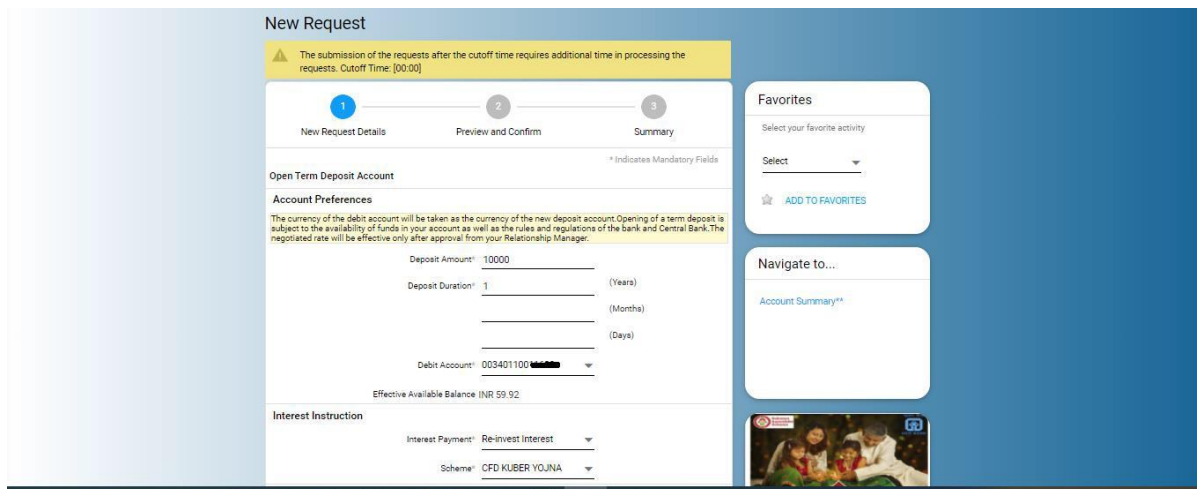 New Request
The submission of the requests after the cutoff time requires additional time in processing the
requests. Cutoff Time: [00:00]
1
2
3
New Request Details
Preview and Confirm
Summary
* Indicates Mandatory Fields
Open Term Deposit Account
Account Preferences
The currency of the debit account will be taken as the currency of the new deposit account.Opening of a term deposit is
subject to the availability of funds in your account as well as the rules and regulations of the bank and Central Bank.The
negotiated rate will be effective only after approval from your Relationship Manager.
Deposit Amount* 10000
Deposit Duration* 1 (Years)
(Months)
(Days)
Debit Account* 003401100
Effective Available Balance INR 59.92
Interest Instruction
Interest Payment* Re-invest Interest
Scheme* CFD KUBER YOJNA
Favorites
Select your favorite activity
Select
ADD TO FAVORITES
Navigate to...
Account Summary**